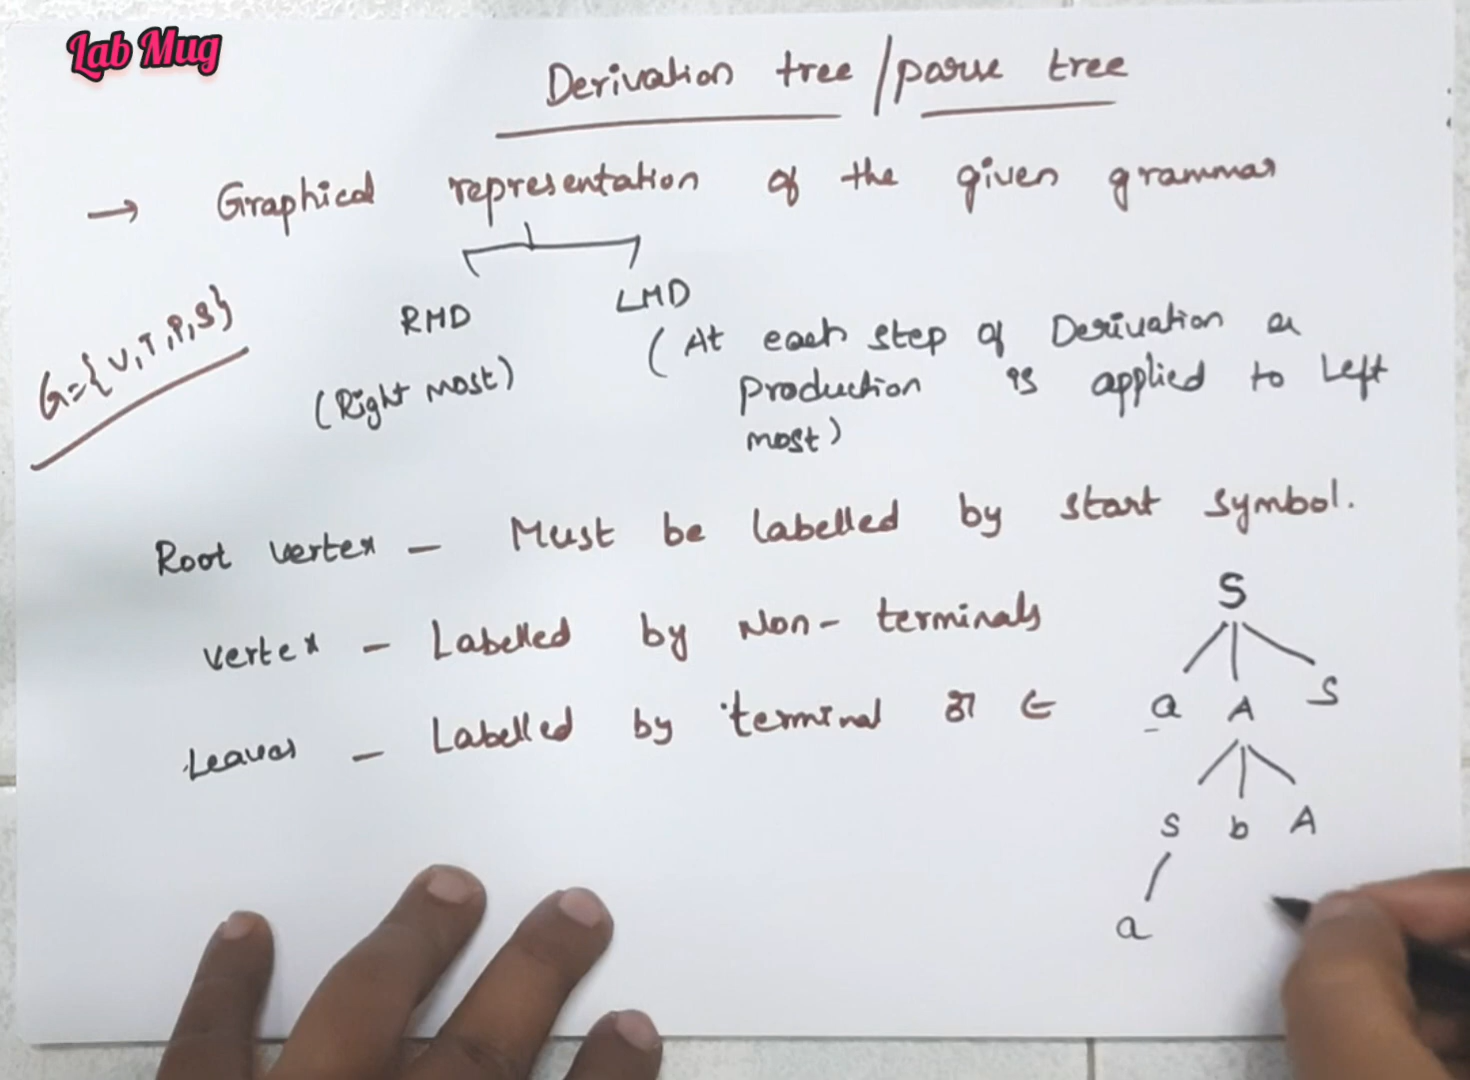 Lab Mug
Derivation tree / parse tree
→ Graphical representation of the given grammar
RMD
LMD
G={V,T,P,S}
(Right most)
(At each step of Derivation a
production is applied to Left
most)
Root vertex – Must be labelled by start symbol.
vertex – Labelled by Non-terminals
Leaves – Labelled by terminal or ∈
S
a A S
S b A
a